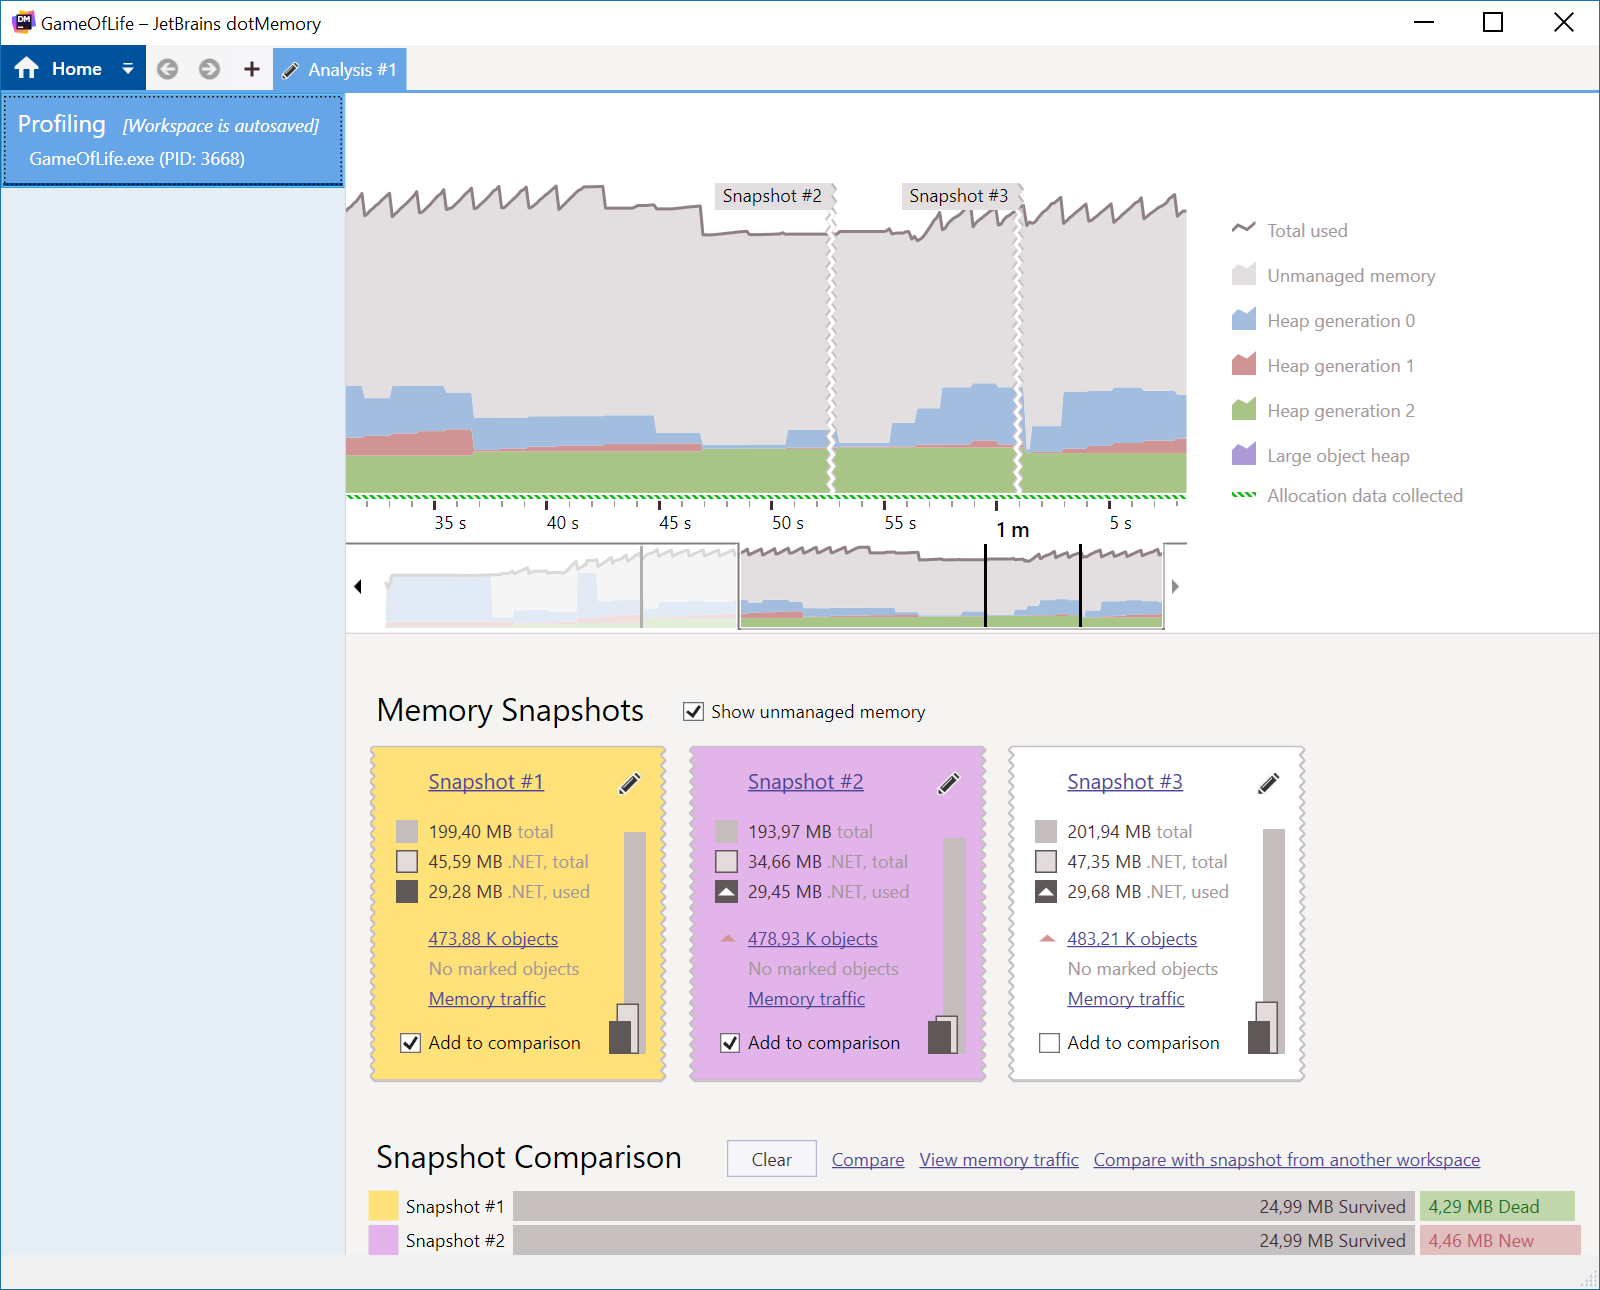 GameOfLife – JetBrains dotMemory
Home
Analysis #1
Profiling [Workspace is autosaved]
GameOfLife.exe (PID: 3668)
Snapshot #2
Snapshot #3
Total used
Unmanaged memory
Heap generation 0
Heap generation 1
Heap generation 2
Large object heap
Allocation data collected
35 s 40 s 45 s 50 s 55 s 1 m 5 s
Memory Snapshots
Show unmanaged memory
Snapshot #1
199,40 MB total
45,59 MB .NET, total
29,28 MB .NET, used
473,88 K objects
No marked objects
Memory traffic
Add to comparison
Snapshot #2
193,97 MB total
34,66 MB .NET, total
29,45 MB .NET, used
478,93 K objects
No marked objects
Memory traffic
Add to comparison
Snapshot #3
201,94 MB total
47,35 MB .NET, total
29,68 MB .NET, used
483,21 K objects
No marked objects
Memory traffic
Add to comparison
Snapshot Comparison
Clear
Compare
View memory traffic
Compare with snapshot from another workspace
Snapshot #1 24,99 MB Survived 4,29 MB Dead
Snapshot #2 24,99 MB Survived 4,46 MB New